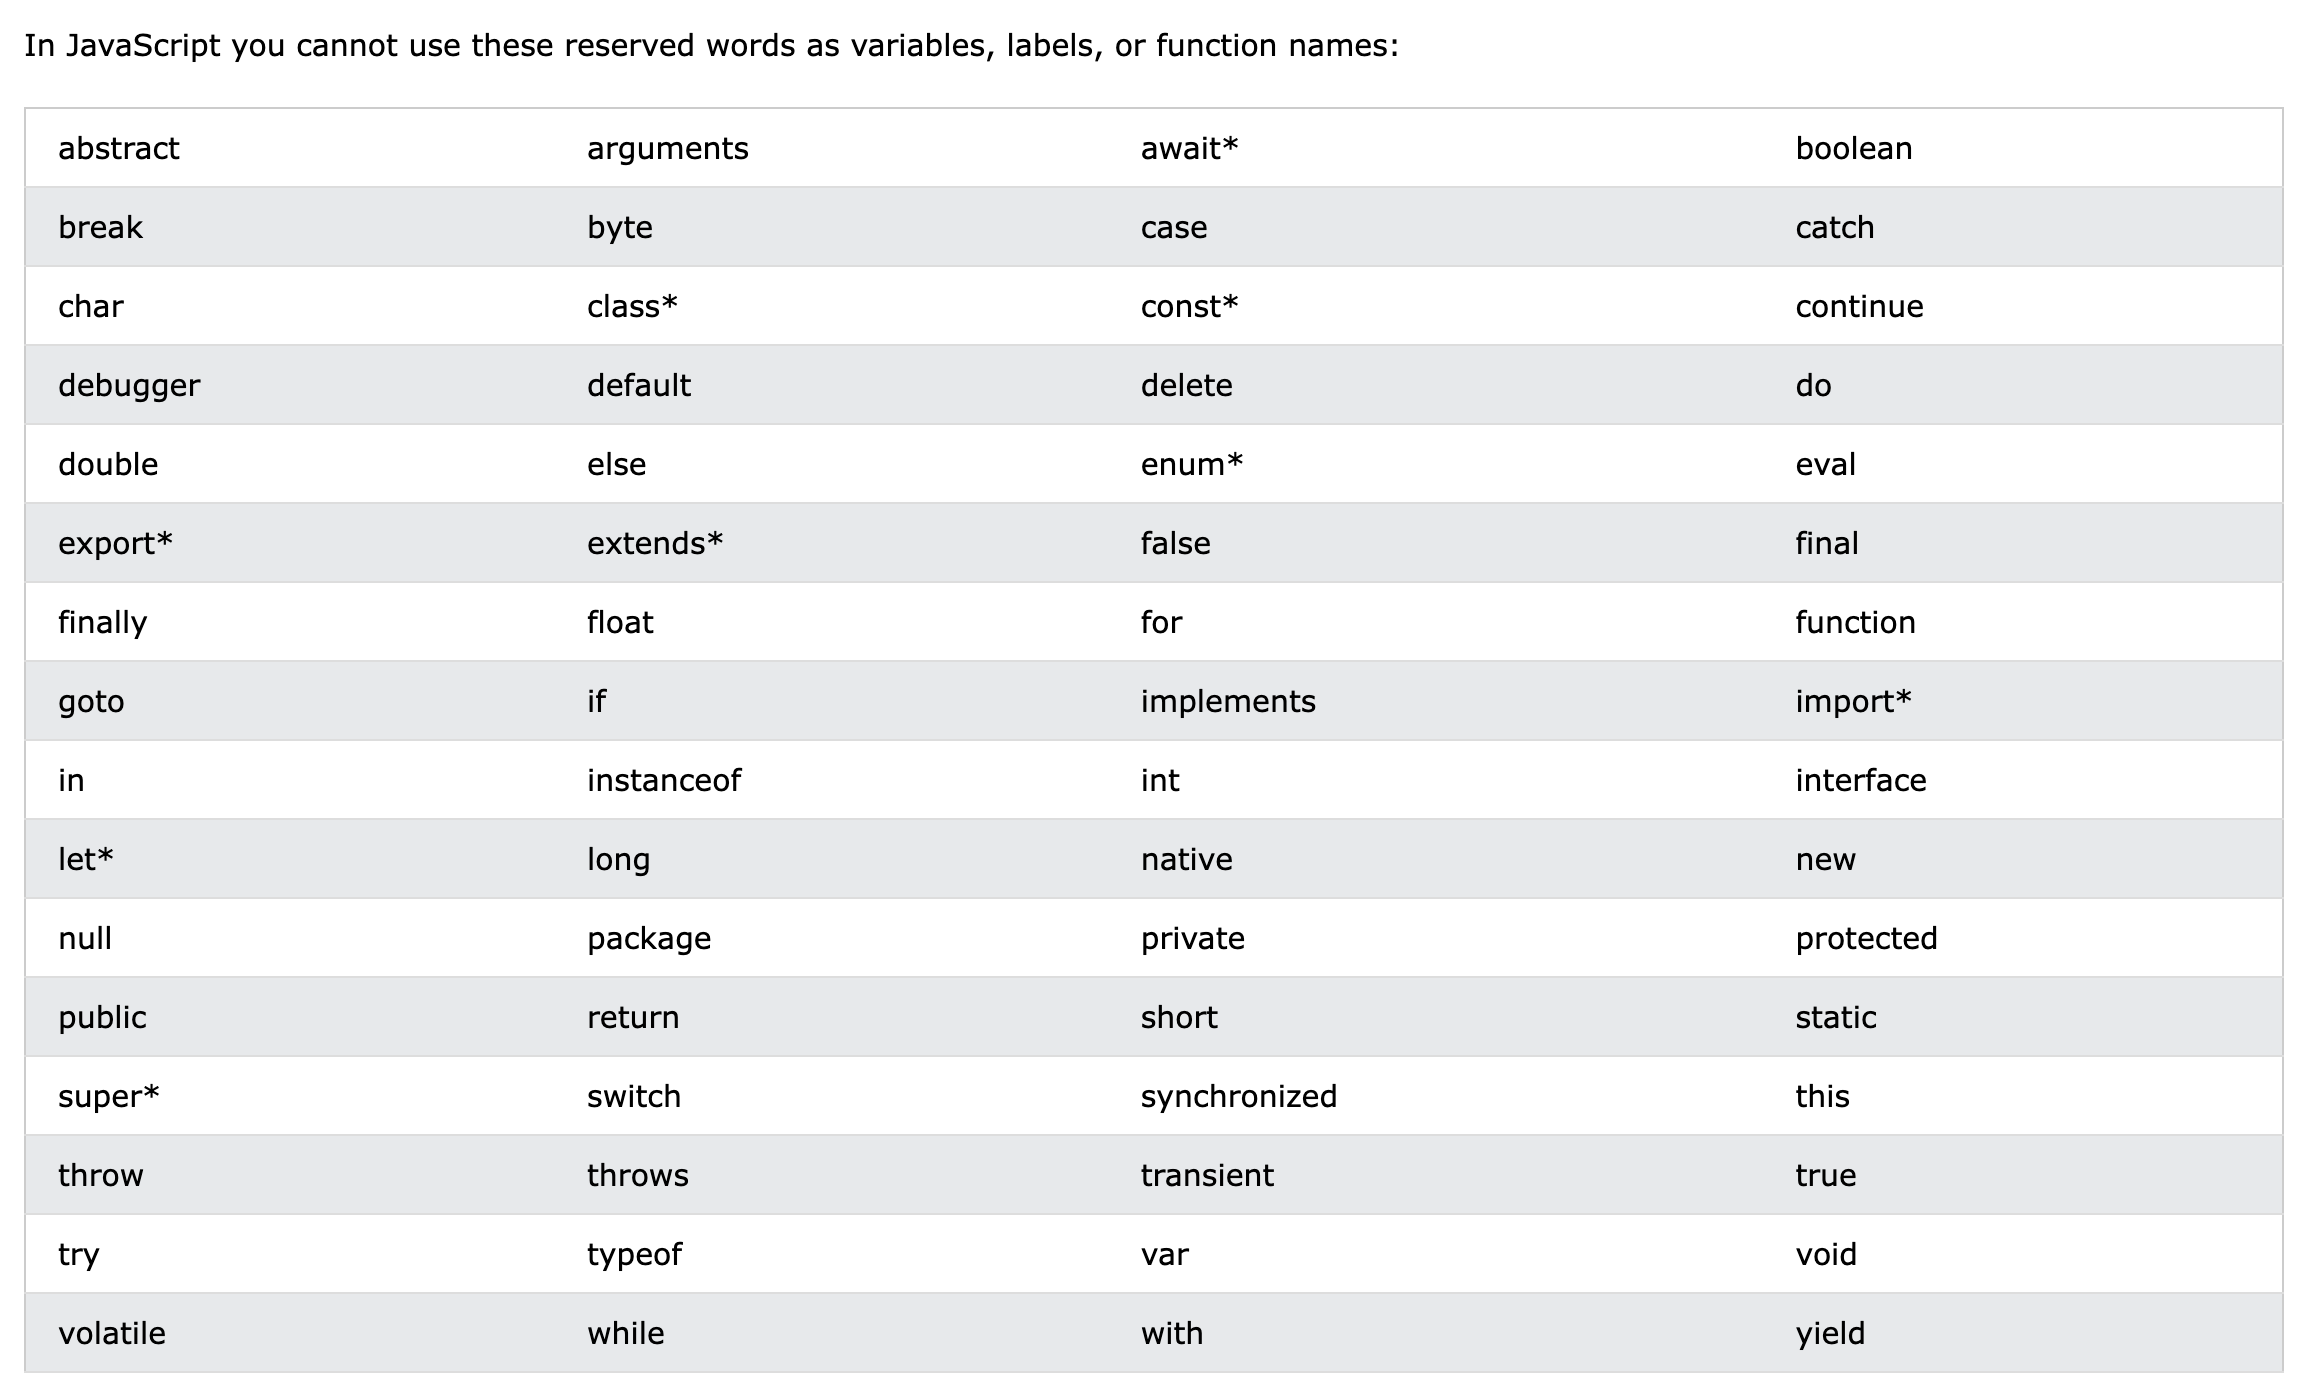 In JavaScript you cannot use these reserved words as variables, labels, or function names:
abstract arguments await* boolean
break byte case catch
char class* const* continue
debugger default delete do
double else enum* eval
export* extends* false final
finally float for function
goto if implements import*
in instanceof int interface
let* long native new
null package private protected
public return short static
super* switch synchronized this
throw throws transient true
try typeof var void
volatile while with yield